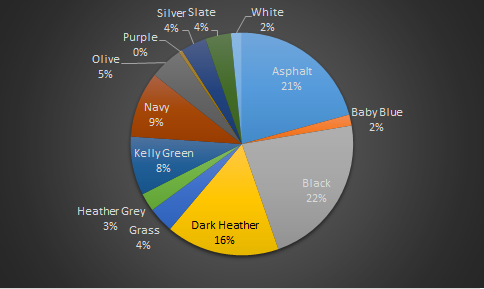 Asphalt
21%
Baby Blue
2%
Black
22%
Dark Heather
16%
Grass
4%
Heather Grey
3%
Kelly Green
8%
Navy
9%
Olive
5%
Purple
0%
Silver
4%
Slate
4%
White
2%